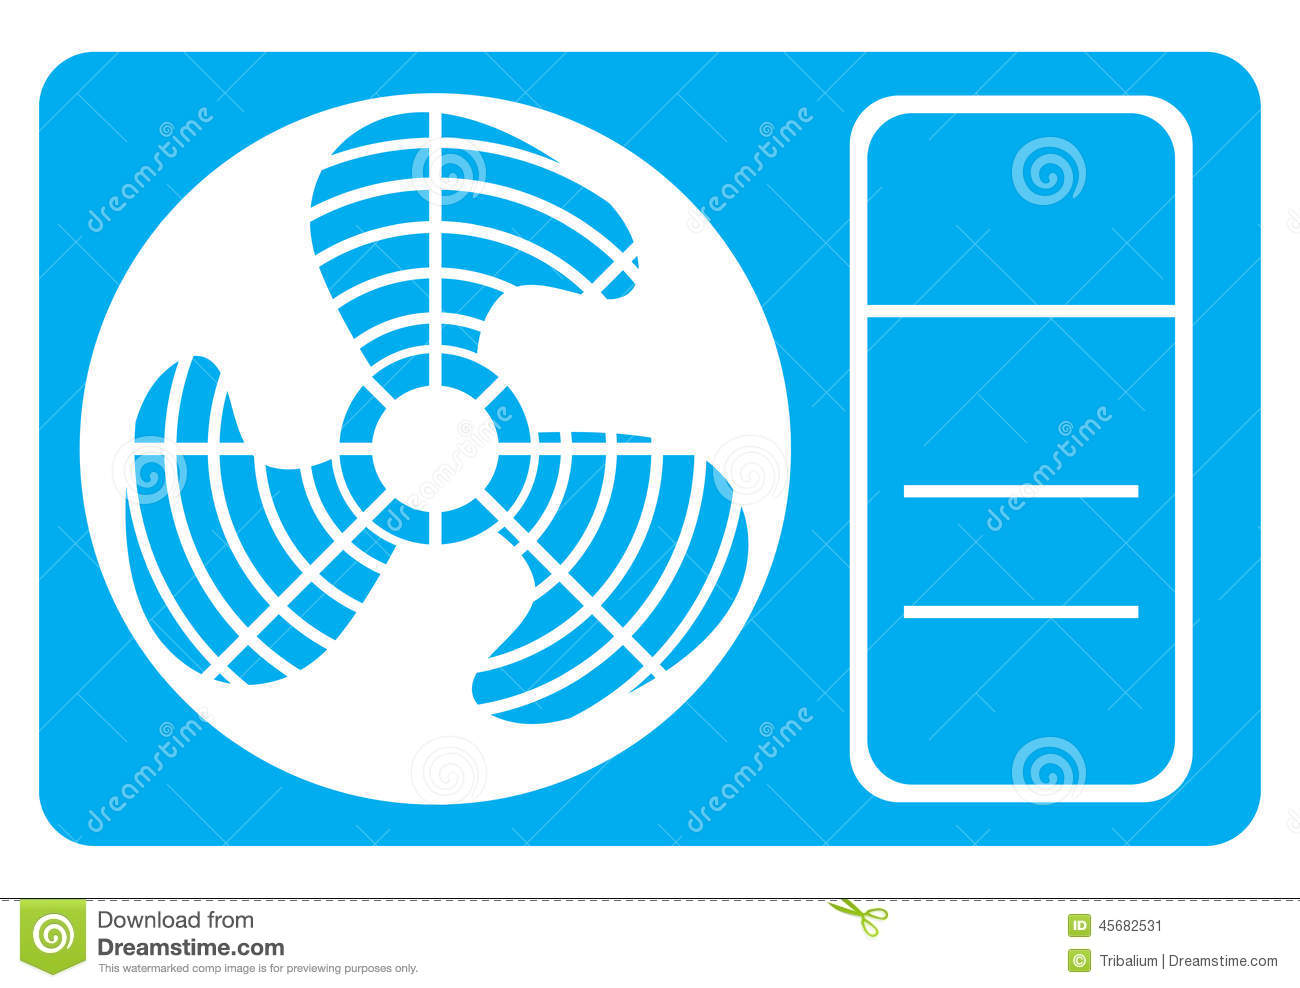 dreamstime
dreamstime
dreamstime
dreamstime
dreamstime
dreamstime
Download from
Dreamstime.com
This watermarked comp image is for previewing purposes only.
ID 45682531
© Tribalium | Dreamstime.com